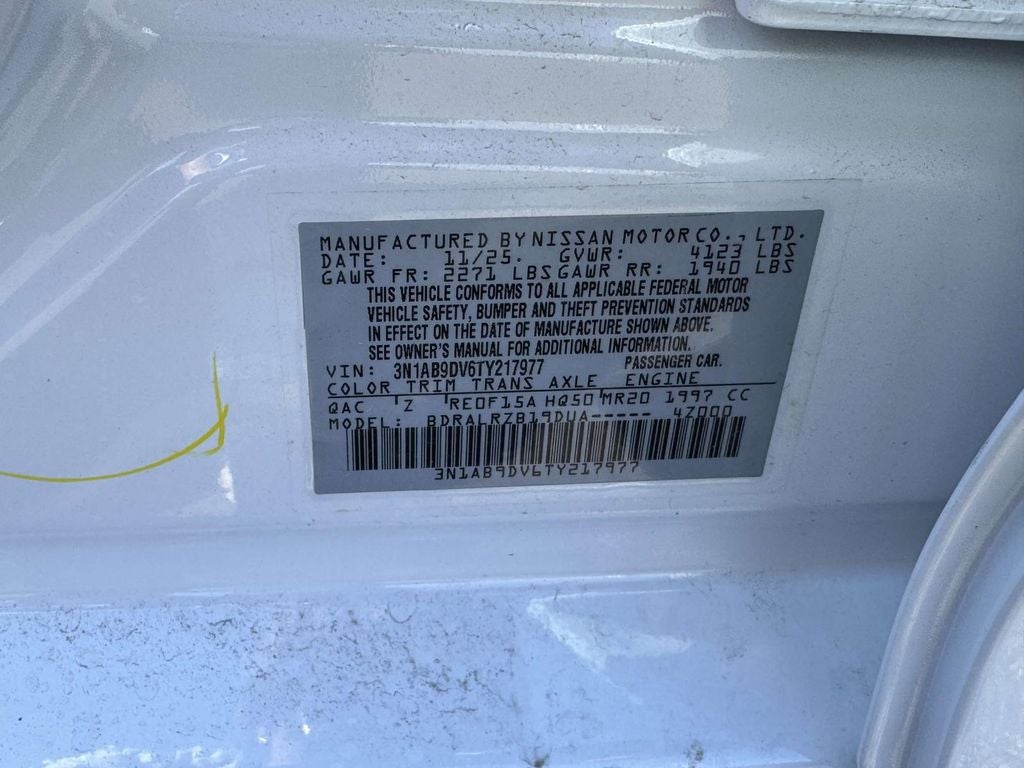 MANUFACTURED BY NISSAN MOTOR CO., LTD.
DATE: 11/25. GVWR: 4123 LBS
GAWR FR: 2271 LBS GAWR RR: 1940 LBS
THIS VEHICLE CONFORMS TO ALL APPLICABLE FEDERAL MOTOR
VEHICLE SAFETY, BUMPER AND THEFT PREVENTION STANDARDS
IN EFFECT ON THE DATE OF MANUFACTURE SHOWN ABOVE.
SEE OWNER'S MANUAL FOR ADDITIONAL INFORMATION.
VIN: 3N1AB9DV6TY217977 PASSENGER CAR.
COLOR TRIM TRANS AXLE ENGINE
QAC Z RE0F15A HQ50 MR20 1997 CC
MODEL: BDRALRZB19DUA----- 4Z000
3N1AB9DV6TY217977